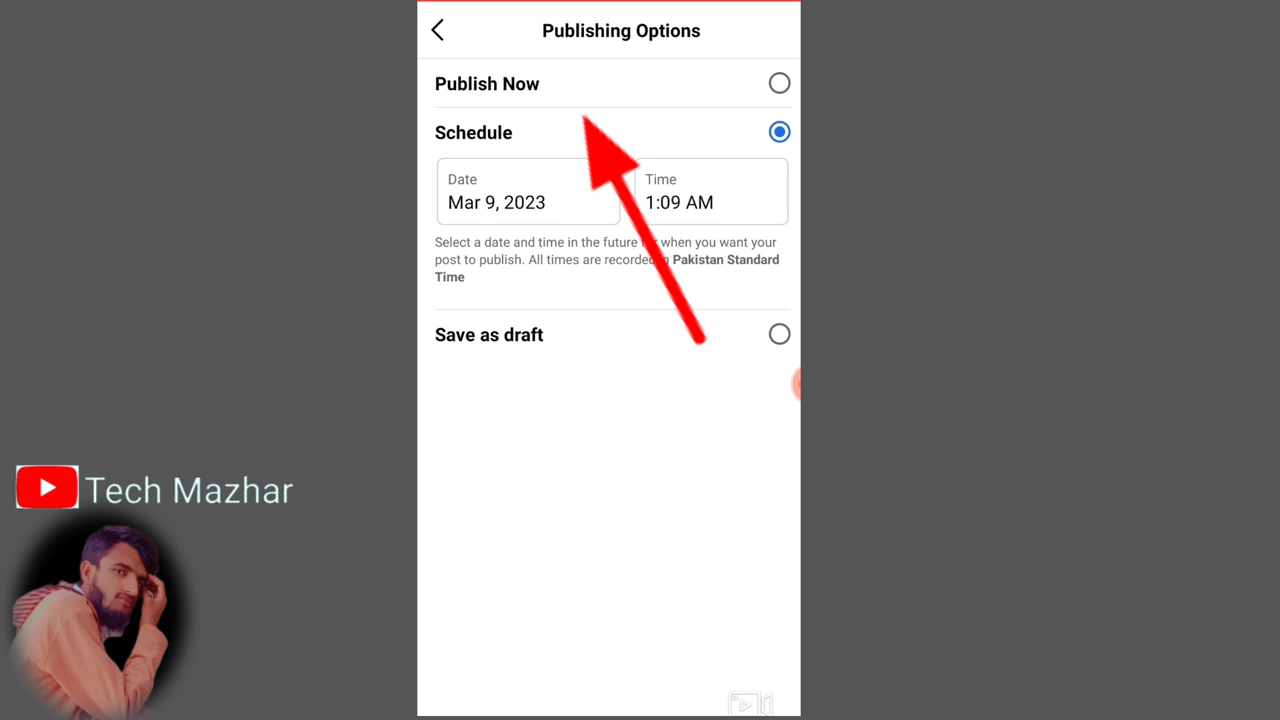 Publishing Options
Publish Now
Schedule
Date
Time
Mar 9, 2023
1:09 AM
Select a date and time in the future for when you want your
post to publish. All times are recorded in Pakistan Standard
Time
Save as draft
Tech Mazhar